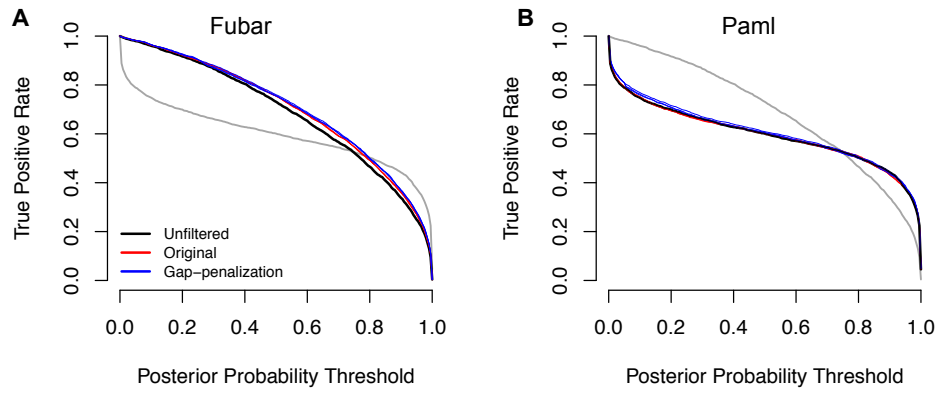 A
Fubar
True Positive Rate
1.0
0.8
0.6
0.4
0.2
0.0
Unfiltered
Original
Gap−penalization
0.0 0.2 0.4 0.6 0.8 1.0
Posterior Probability Threshold
B
Paml
True Positive Rate
1.0
0.8
0.6
0.4
0.2
0.0
0.0 0.2 0.4 0.6 0.8 1.0
Posterior Probability Threshold